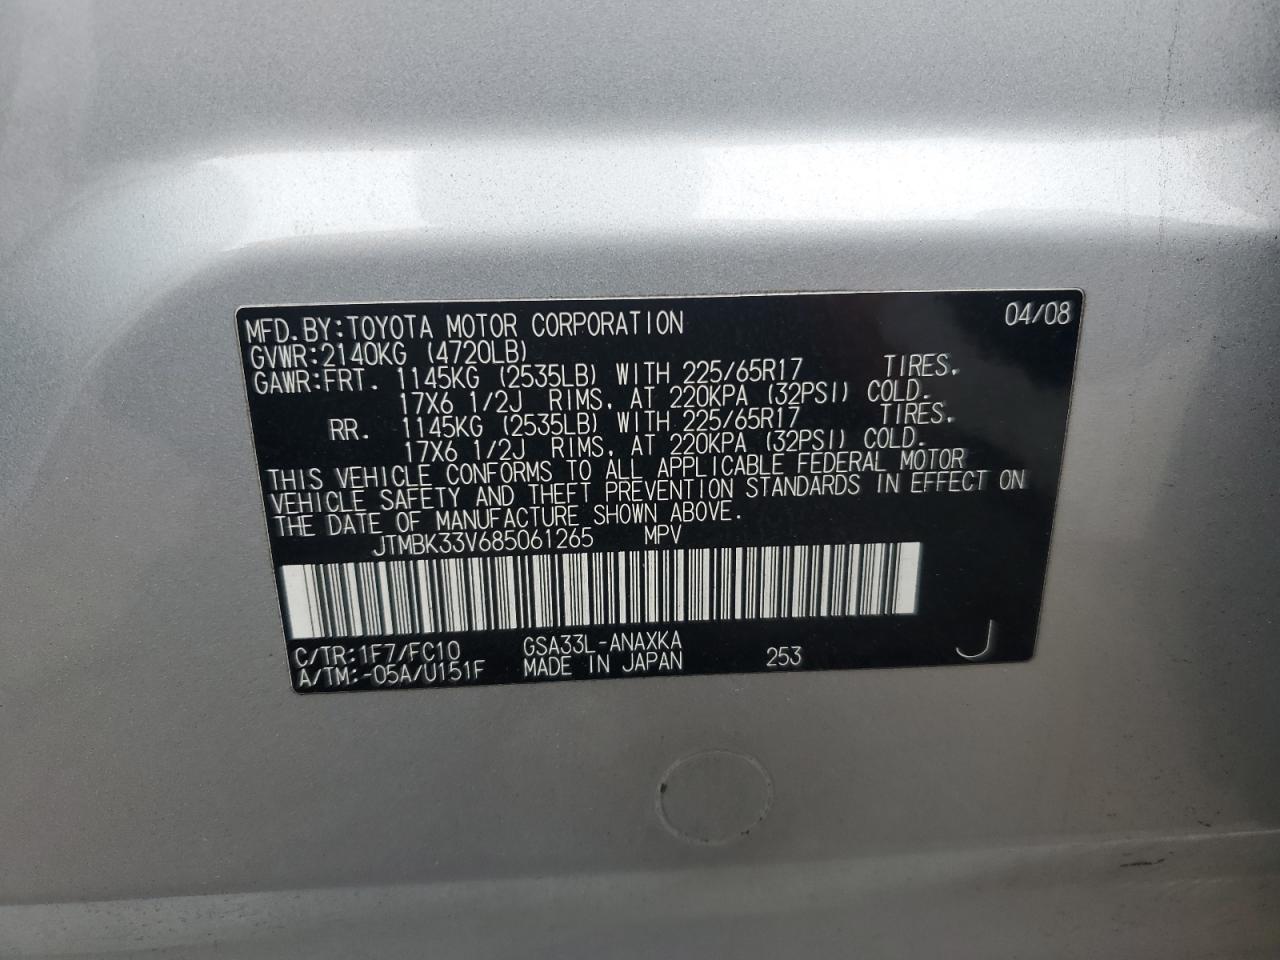 MFD.BY:TOYOTA MOTOR CORPORATION 04/08
GVWR:2140KG (4720LB)
GAWR:FRT. 1145KG (2535LB) WITH 225/65R17 TIRES,
17X6 1/2J RIMS, AT 220KPA (32PSI) COLD.
RR. 1145KG (2535LB) WITH 225/65R17 TIRES,
17X6 1/2J RIMS, AT 220KPA (32PSI) COLD.
THIS VEHICLE CONFORMS TO ALL APPLICABLE FEDERAL MOTOR
VEHICLE SAFETY AND THEFT PREVENTION STANDARDS IN EFFECT ON
THE DATE OF MANUFACTURE SHOWN ABOVE.
JTMBK33V685061265 MPV
C/TR:1F7/FC10 GSA33L-ANAXKA
A/TM:-05A/U151F MADE IN JAPAN 253 J